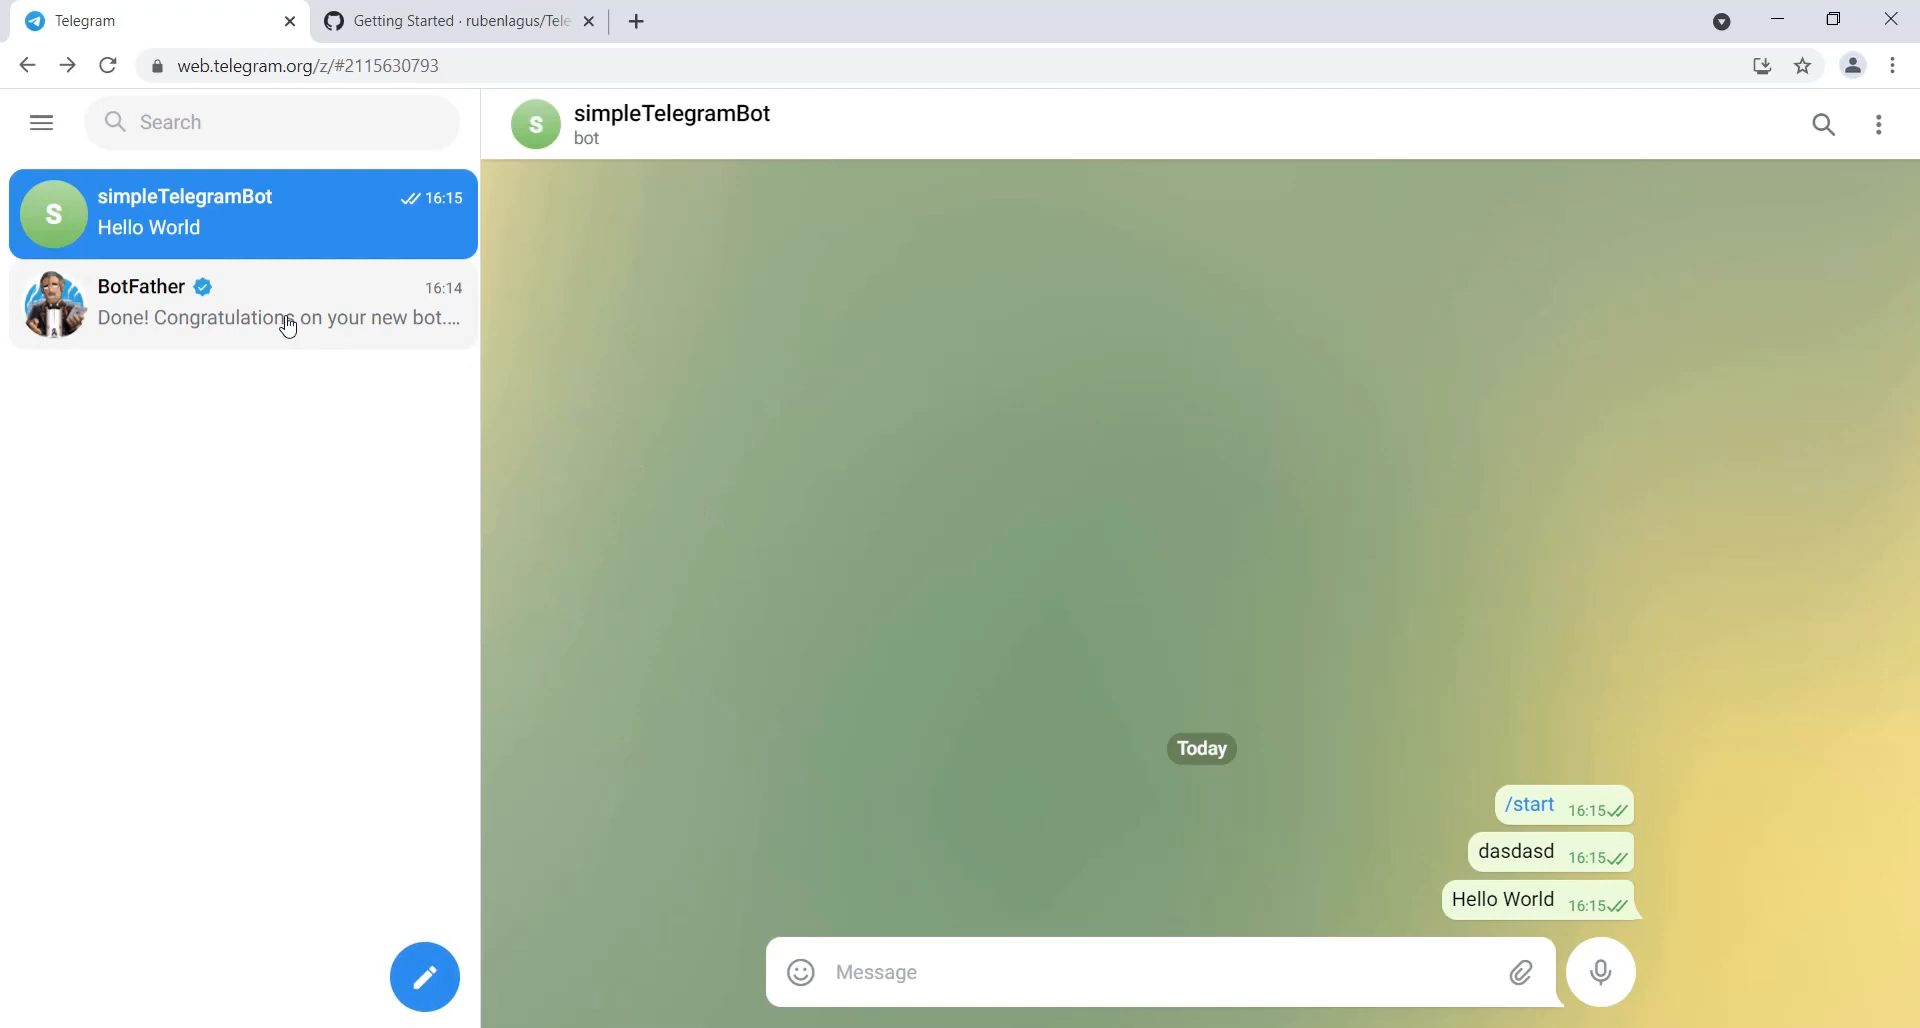 Telegram
Getting Started · rubenlagus/Tele
web.telegram.org/z/#2115630793
Search
simpleTelegramBot
bot
S
S
simpleTelegramBot
16:15
Hello World
BotFather
16:14
Done! Congratulations on your new bot....
Today
/start 16:15
dasdasd 16:15
Hello World 16:15
Message